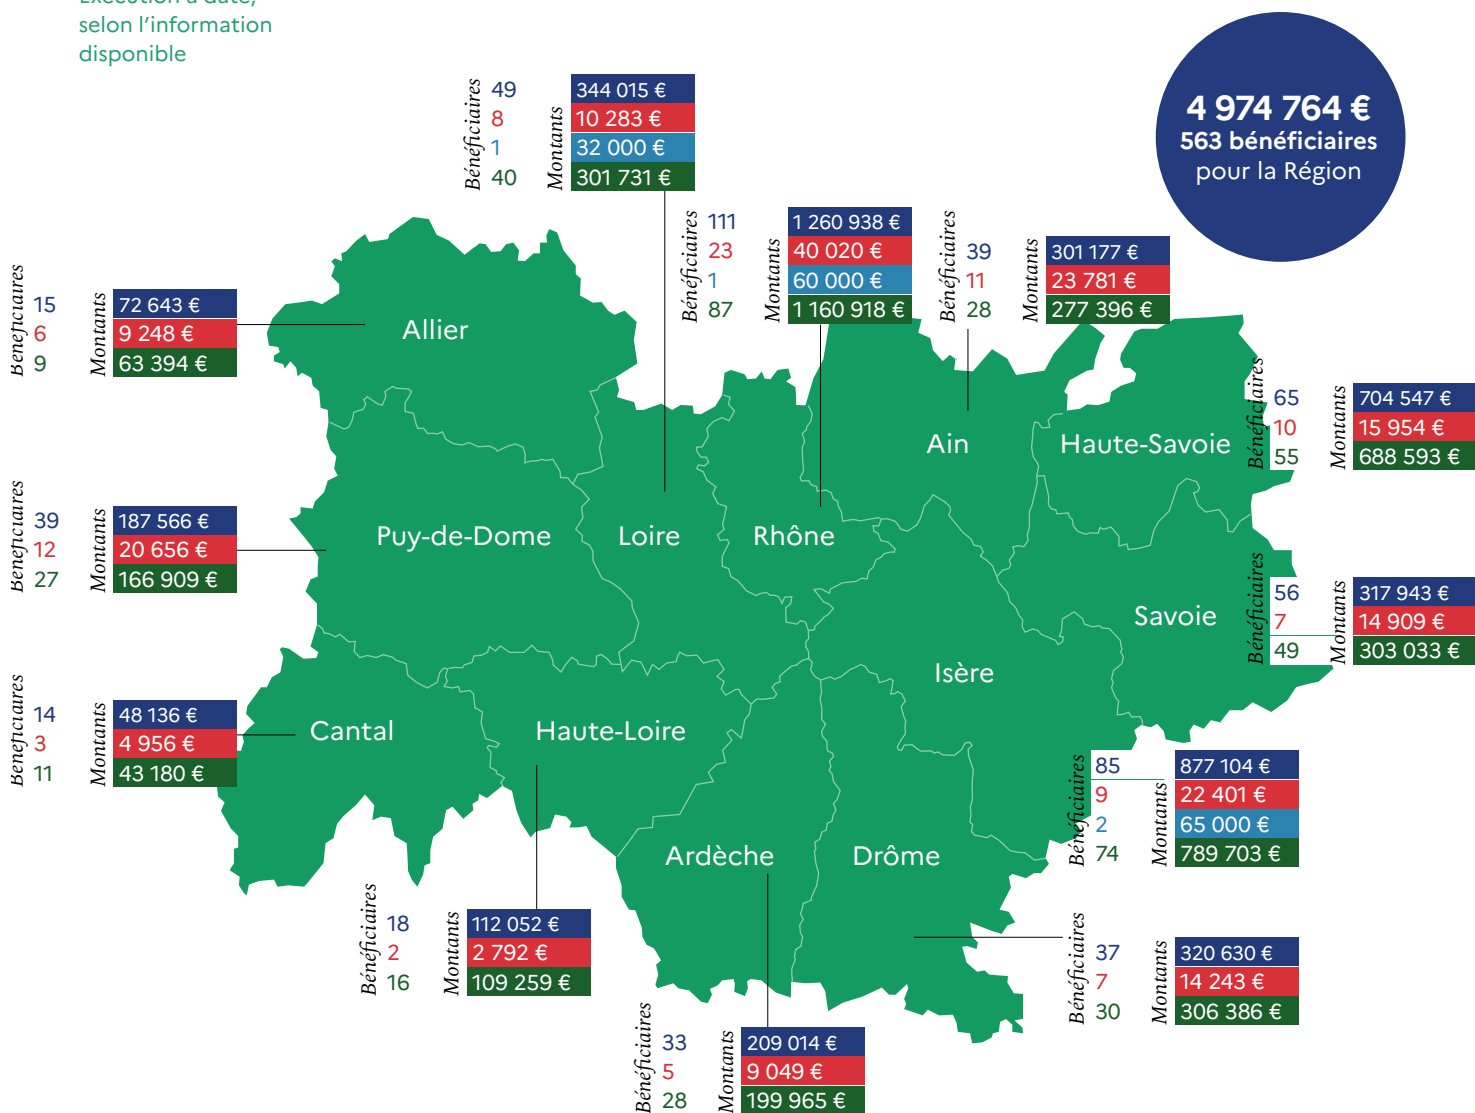 Exécution à date,
selon l'information
disponible
4 974 764 €
563 bénéficiaires
pour la Région
Bénéficiaires
49
8
1
40
Montants
344 015 €
10 283 €
32 000 €
301 731 €
Bénéficiaires
111
23
1
87
Montants
1 260 938 €
40 020 €
60 000 €
1 160 918 €
Bénéficiaires
39
11
28
Montants
301 177 €
23 781 €
277 396 €
Bénéficiaires
15
6
9
Montants
72 643 €
9 248 €
63 394 €
Allier
Bénéficiaires
65
10
55
Montants
704 547 €
15 954 €
688 593 €
Ain
Haute-Savoie
Bénéficiaires
39
12
27
Montants
187 566 €
20 656 €
166 909 €
Puy-de-Dome
Loire
Rhône
Bénéficiaires
56
7
49
Montants
317 943 €
14 909 €
303 033 €
Savoie
Isère
Bénéficiaires
14
3
11
Montants
48 136 €
4 956 €
43 180 €
Cantal
Haute-Loire
Bénéficiaires
85
9
2
74
Montants
877 104 €
22 401 €
65 000 €
789 703 €
Ardèche
Drôme
Bénéficiaires
18
2
16
Montants
112 052 €
2 792 €
109 259 €
Bénéficiaires
37
7
30
Montants
320 630 €
14 243 €
306 386 €
Bénéficiaires
33
5
28
Montants
209 014 €
9 049 €
199 965 €